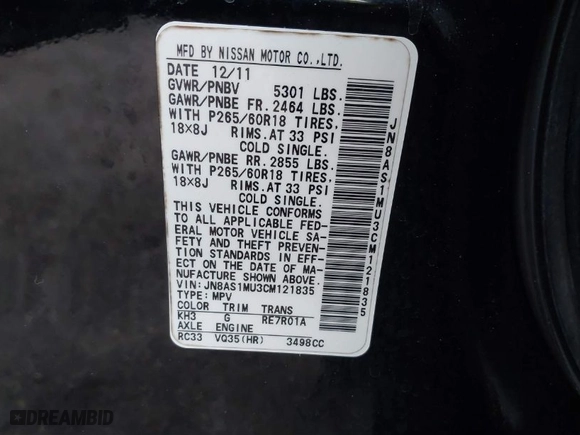 MFD BY NISSAN MOTOR CO.,LTD.
DATE 12/11
GVWR/PNBV 5301 LBS.
GAWR/PNBE FR. 2464 LBS.
WITH P265/60R18 TIRES.
18×8J RIMS.AT 33 PSI
COLD SINGLE.
GAWR/PNBE RR. 2855 LBS.
WITH P265/60R18 TIRES.
18×8J RIMS.AT 33 PSI
COLD SINGLE.
THIS VEHICLE CONFORMS
TO ALL APPLICABLE FED-
ERAL MOTOR VEHICLE SA-
FETY AND THEFT PREVEN-
TION STANDARDS IN EFF-
ECT ON THE DATE OF MA-
NUFACTURE SHOWN ABOVE.
VIN:JN8AS1MU3CM121835
TYPE:MPV
COLOR TRIM TRANS
KH3 G RE7R01A
AXLE ENGINE
RC33 VQ35(HR) 3498CC
JN8AS1MU3CM121835
DREAMBID